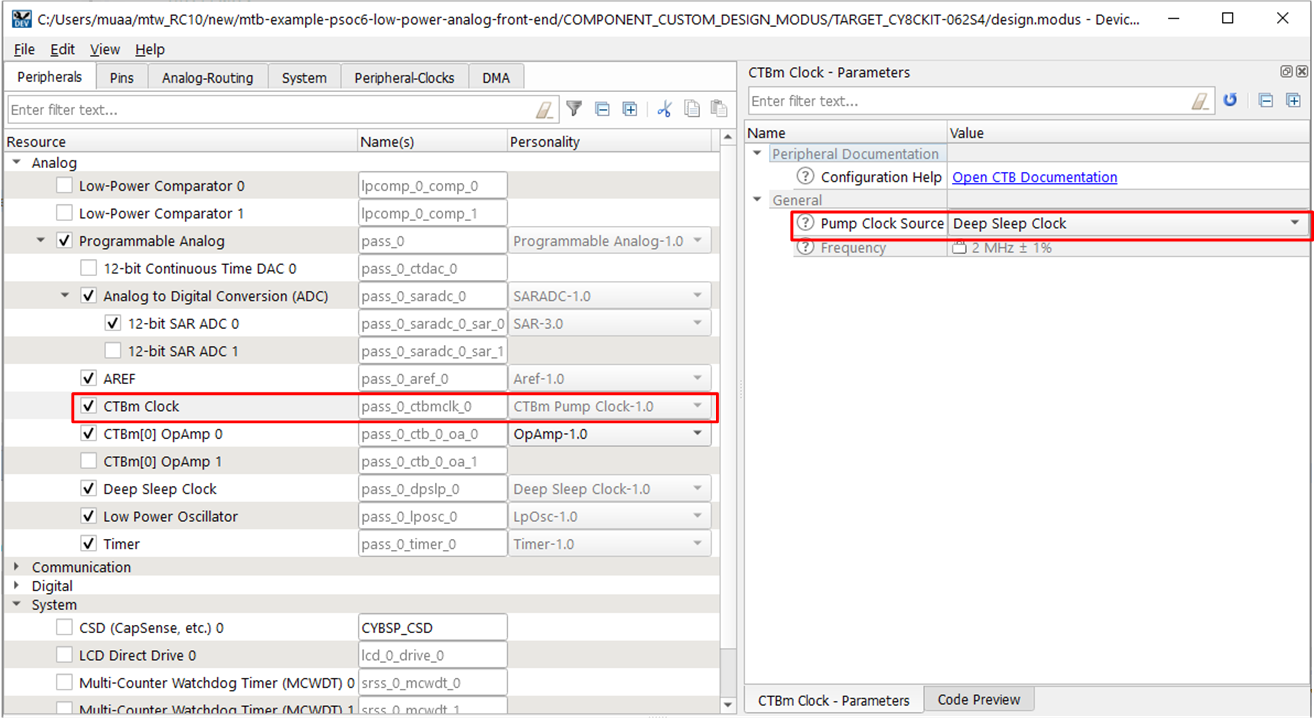 C:/Users/muaa/mtw_RC10/new/mtb-example-psoc6-low-power-analog-front-end/COMPONENT_CUSTOM_DESIGN_MODUS/TARGET_CY8CKIT-062S4/design.modus - Devic...
File Edit View Help
Peripherals Pins Analog-Routing System Peripheral-Clocks DMA
Enter filter text...
Resource Name(s) Personality
Analog
Low-Power Comparator 0 lpcomp_0_comp_0
Low-Power Comparator 1 lpcomp_0_comp_1
Programmable Analog pass_0 Programmable Analog-1.0
12-bit Continuous Time DAC 0 pass_0_ctdac_0
Analog to Digital Conversion (ADC) pass_0_saradc_0 SARADC-1.0
12-bit SAR ADC 0 pass_0_saradc_0_sar_0 SAR-3.0
12-bit SAR ADC 1 pass_0_saradc_0_sar_1
AREF pass_0_aref_0 Aref-1.0
CTBm Clock pass_0_ctbmclk_0 CTBm Pump Clock-1.0
CTBm[0] OpAmp 0 pass_0_ctb_0_oa_0 OpAmp-1.0
CTBm[0] OpAmp 1 pass_0_ctb_0_oa_1
Deep Sleep Clock pass_0_dpslp_0 Deep Sleep Clock-1.0
Low Power Oscillator pass_0_lposc_0 LpOsc-1.0
Timer pass_0_timer_0 Timer-1.0
Communication
Digital
System
CSD (CapSense, etc.) 0 CYBSP_CSD
LCD Direct Drive 0 lcd_0_drive_0
Multi-Counter Watchdog Timer (MCWDT) 0 srss_0_mcwdt_0
Multi-Counter Watchdog Timer (MCWDT) 1 srss_0_mcwdt_1
CTBm Clock - Parameters
Enter filter text...
Name Value
Peripheral Documentation
Configuration Help Open CTB Documentation
General
Pump Clock Source Deep Sleep Clock
Frequency 2 MHz ± 1%
CTBm Clock - Parameters Code Preview